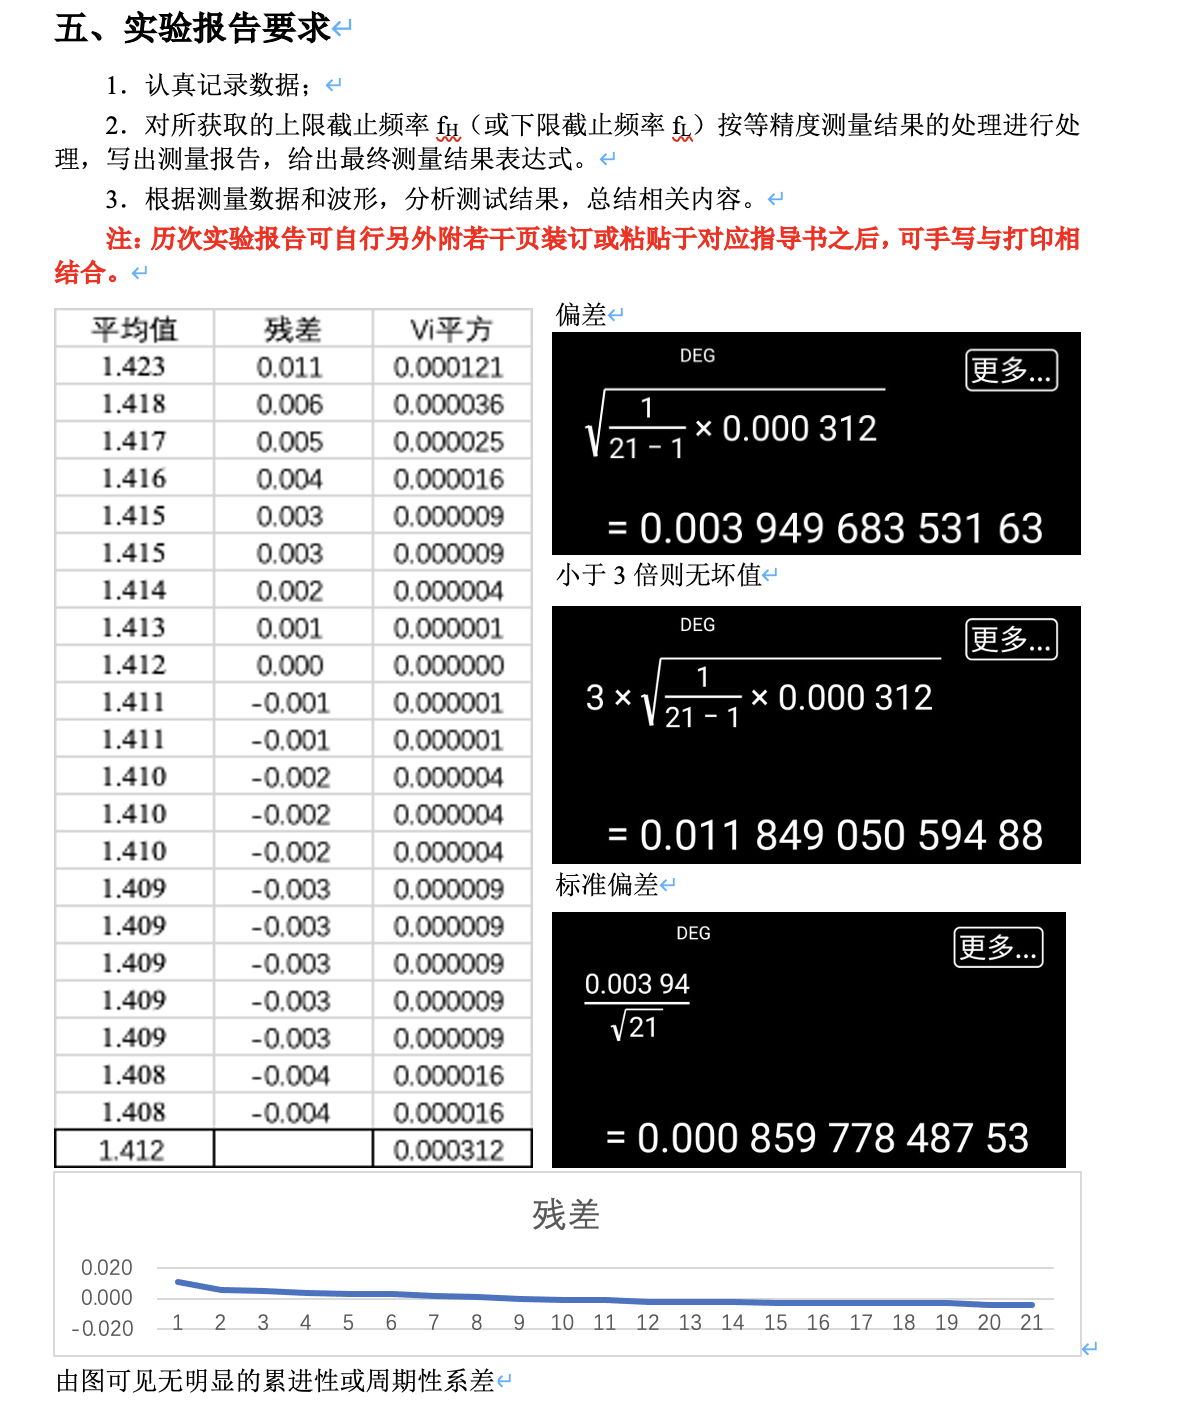 五、实验报告要求
1．认真记录数据；
2．对所获取的上限截止频率 fH（或下限截止频率 fL）按等精度测量结果的处理进行处
理，写出测量报告，给出最终测量结果表达式。
3．根据测量数据和波形，分析测试结果，总结相关内容。
注：历次实验报告可自行另外附若干页装订或粘贴于对应指导书之后，可手写与打印相
结合。
平均值 残差 Vi平方
1.423 0.011 0.000121
1.418 0.006 0.000036
1.417 0.005 0.000025
1.416 0.004 0.000016
1.415 0.003 0.000009
1.415 0.003 0.000009
1.414 0.002 0.000004
1.413 0.001 0.000001
1.412 0.000 0.000000
1.411 -0.001 0.000001
1.411 -0.001 0.000001
1.410 -0.002 0.000004
1.410 -0.002 0.000004
1.410 -0.002 0.000004
1.409 -0.003 0.000009
1.409 -0.003 0.000009
1.409 -0.003 0.000009
1.409 -0.003 0.000009
1.409 -0.003 0.000009
1.408 -0.004 0.000016
1.408 -0.004 0.000016
1.412 0.000312
偏差
DEG
更多...
√(1/(21 − 1) × 0.000 312)
= 0.003 949 683 531 63
小于 3 倍则无坏值
DEG
更多...
3 × √(1/(21 − 1) × 0.000 312)
= 0.011 849 050 594 88
标准偏差
DEG
更多...
0.003 94
√21
= 0.000 859 778 487 53
残差
0.020
0.000
-0.020
1 2 3 4 5 6 7 8 9 10 11 12 13 14 15 16 17 18 19 20 21
由图可见无明显的累进性或周期性系差